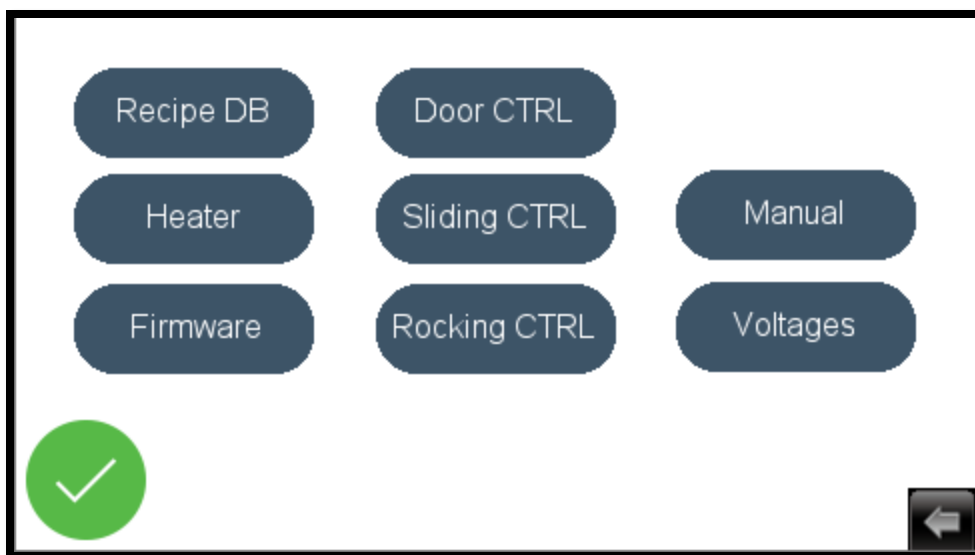 Recipe DB
Door CTRL
Heater
Sliding CTRL
Manual
Firmware
Rocking CTRL
Voltages